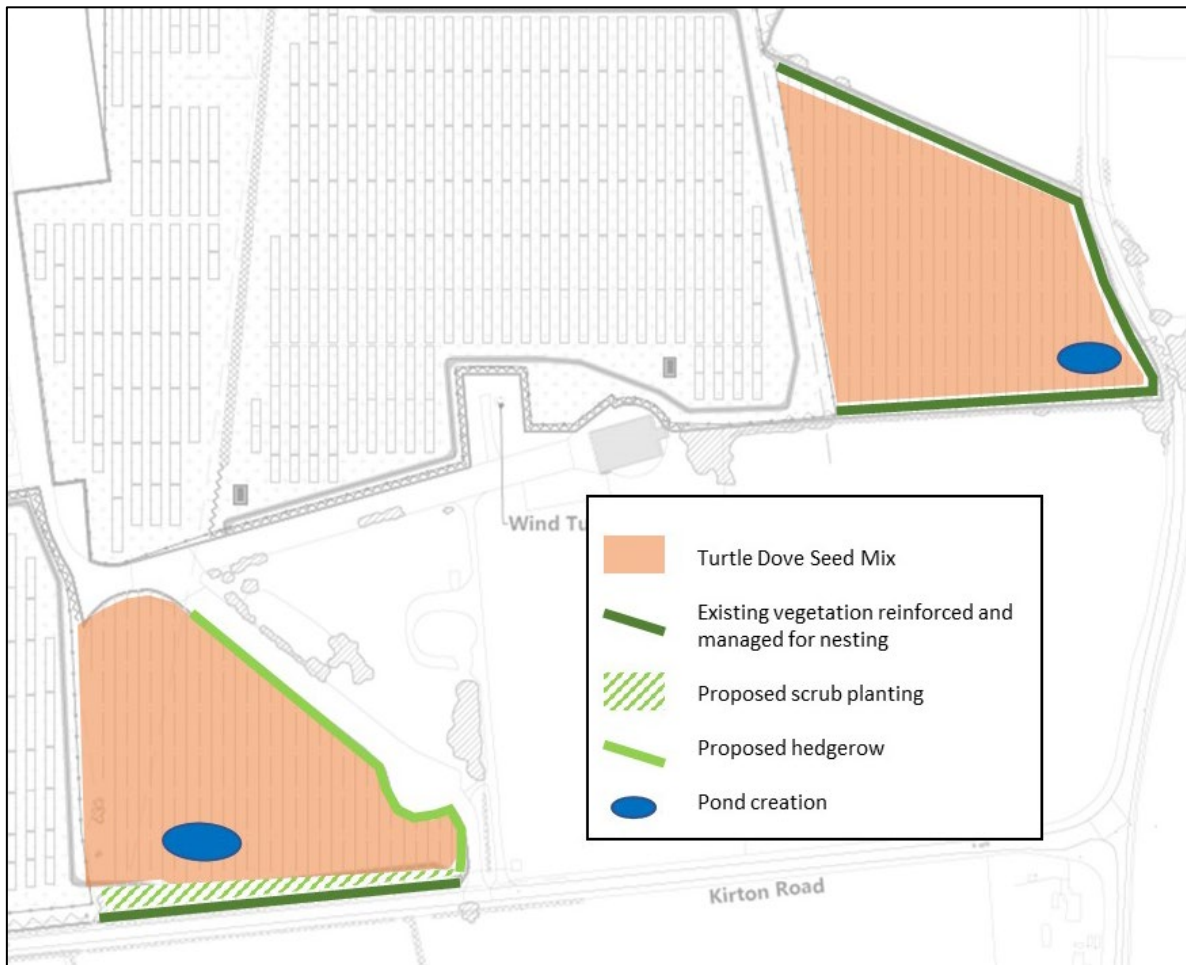 Wind Tu
Turtle Dove Seed Mix
Existing vegetation reinforced and
managed for nesting
Proposed scrub planting
Proposed hedgerow
Pond creation
Kirton Road